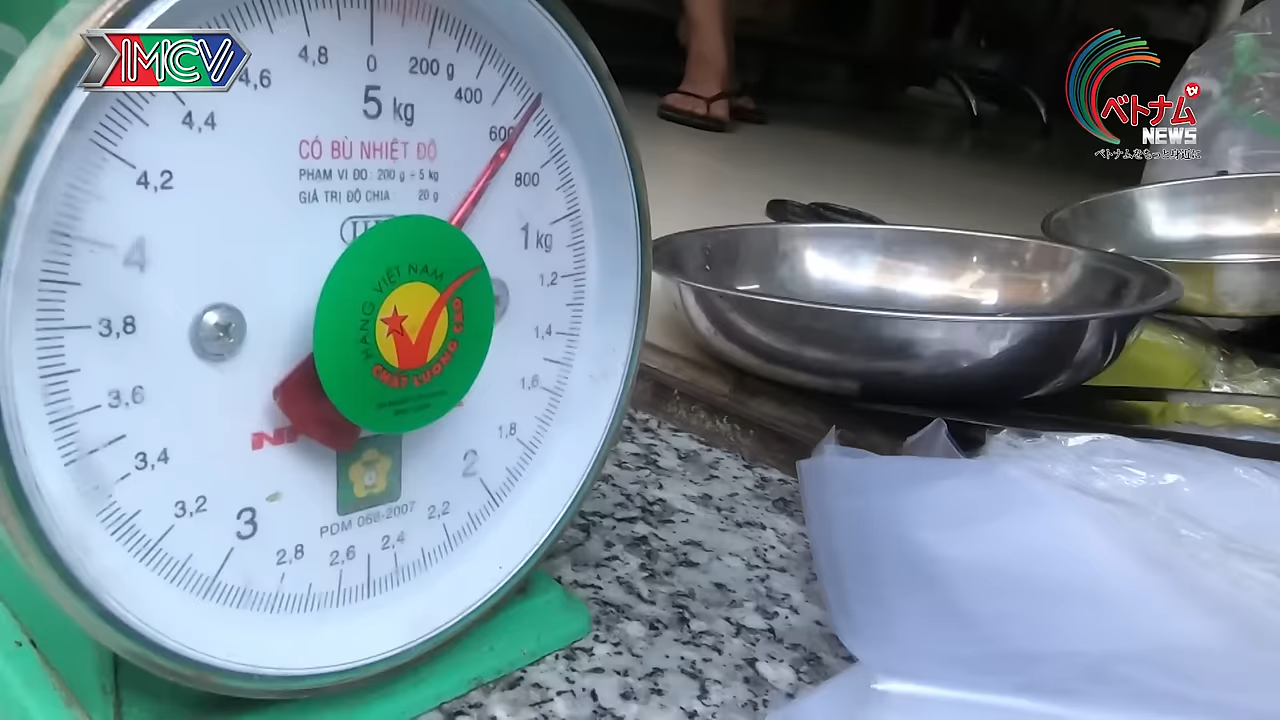 MCV
ベトナム
tv
NEWS
ベトナムをもっと身近に
0
200 g
400
600
800
1 kg
1,2
1,4
1,6
1,8
2
2,2
2,4
2,6
2,8
3
3,2
3,4
3,6
3,8
4
4,2
4,4
4,6
4,8
5 kg
CÓ BÙ NHIỆT ĐỘ
PHẠM VI ĐO : 200 g ÷ 5 kg
GIÁ TRỊ ĐỘ CHIA : 20 g
HÀNG VIỆT NAM
CHẤT LƯỢNG CAO
PDM 068-2007